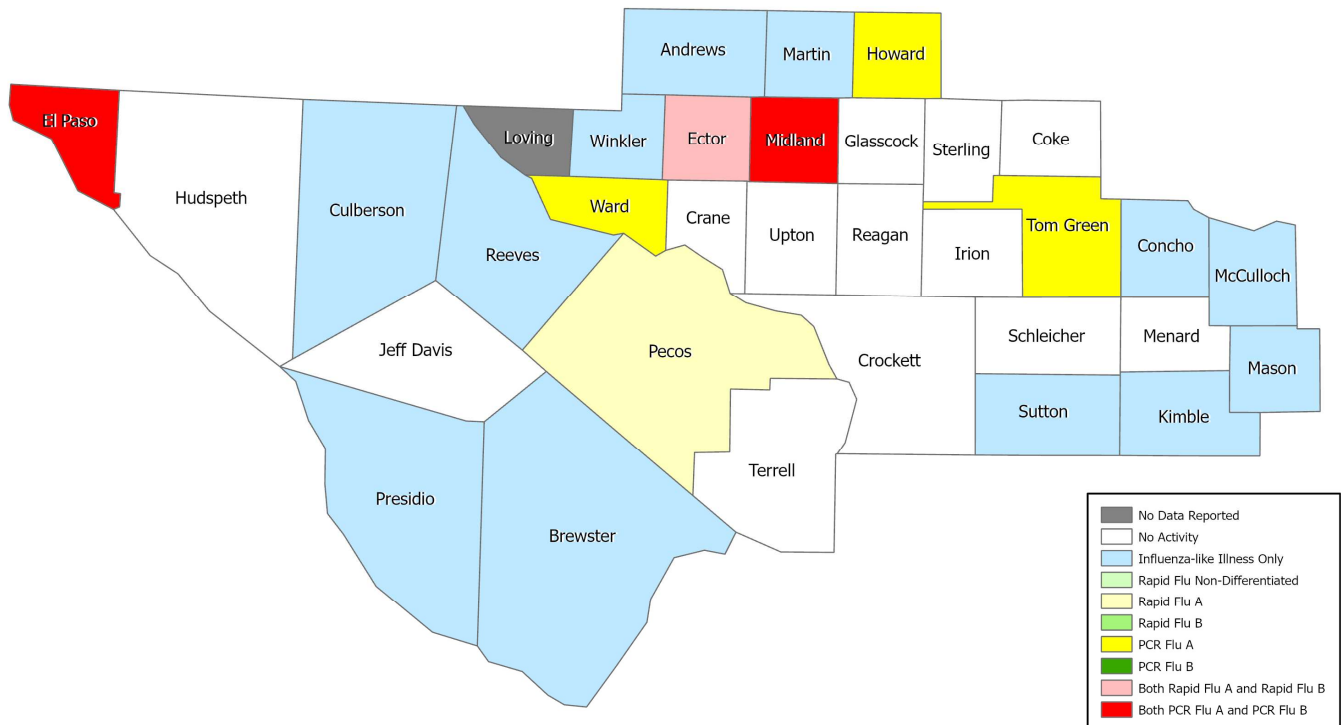 Andrews
Martin
Howard
El Paso
Loving
Winkler
Ector
Midland
Glasscock
Sterling
Coke
Hudspeth
Culberson
Ward
Crane
Upton
Reagan
Irion
Tom Green
Concho
McCulloch
Reeves
Jeff Davis
Pecos
Crockett
Schleicher
Menard
Mason
Sutton
Kimble
Terrell
Presidio
Brewster
No Data Reported
No Activity
Influenza-like Illness Only
Rapid Flu Non-Differentiated
Rapid Flu A
Rapid Flu B
PCR Flu A
PCR Flu B
Both Rapid Flu A and Rapid Flu B
Both PCR Flu A and PCR Flu B